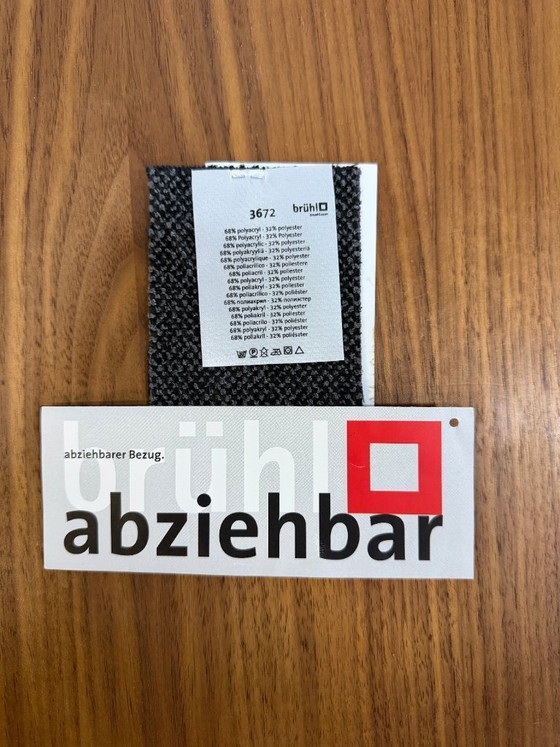 3672
brühl
68% polyacryl - 32% polyester
68% Polyacryl - 32% Polyester
68% polyacrylic - 32% polyester
68% polyakryyliä - 32% polyesteriä
68% polyacrylique - 32% polyester
68% poliacrilico - 32% poliestere
68% poliacril - 32% poliester
68% polyacryl - 32% polyester
68% poliakryl - 32% poliester
68% poliacrílico - 32% poliéster
68% полиакрил - 32% полиэстер
68% polyakryl - 32% polyester
68% poliakril - 32% poliester
68% poliacrilo - 32% poliéster
68% polyakryl - 32% polyester
68% poliakril - 32% poliészter
brühl
abziehbarer Bezug.
abziehbar